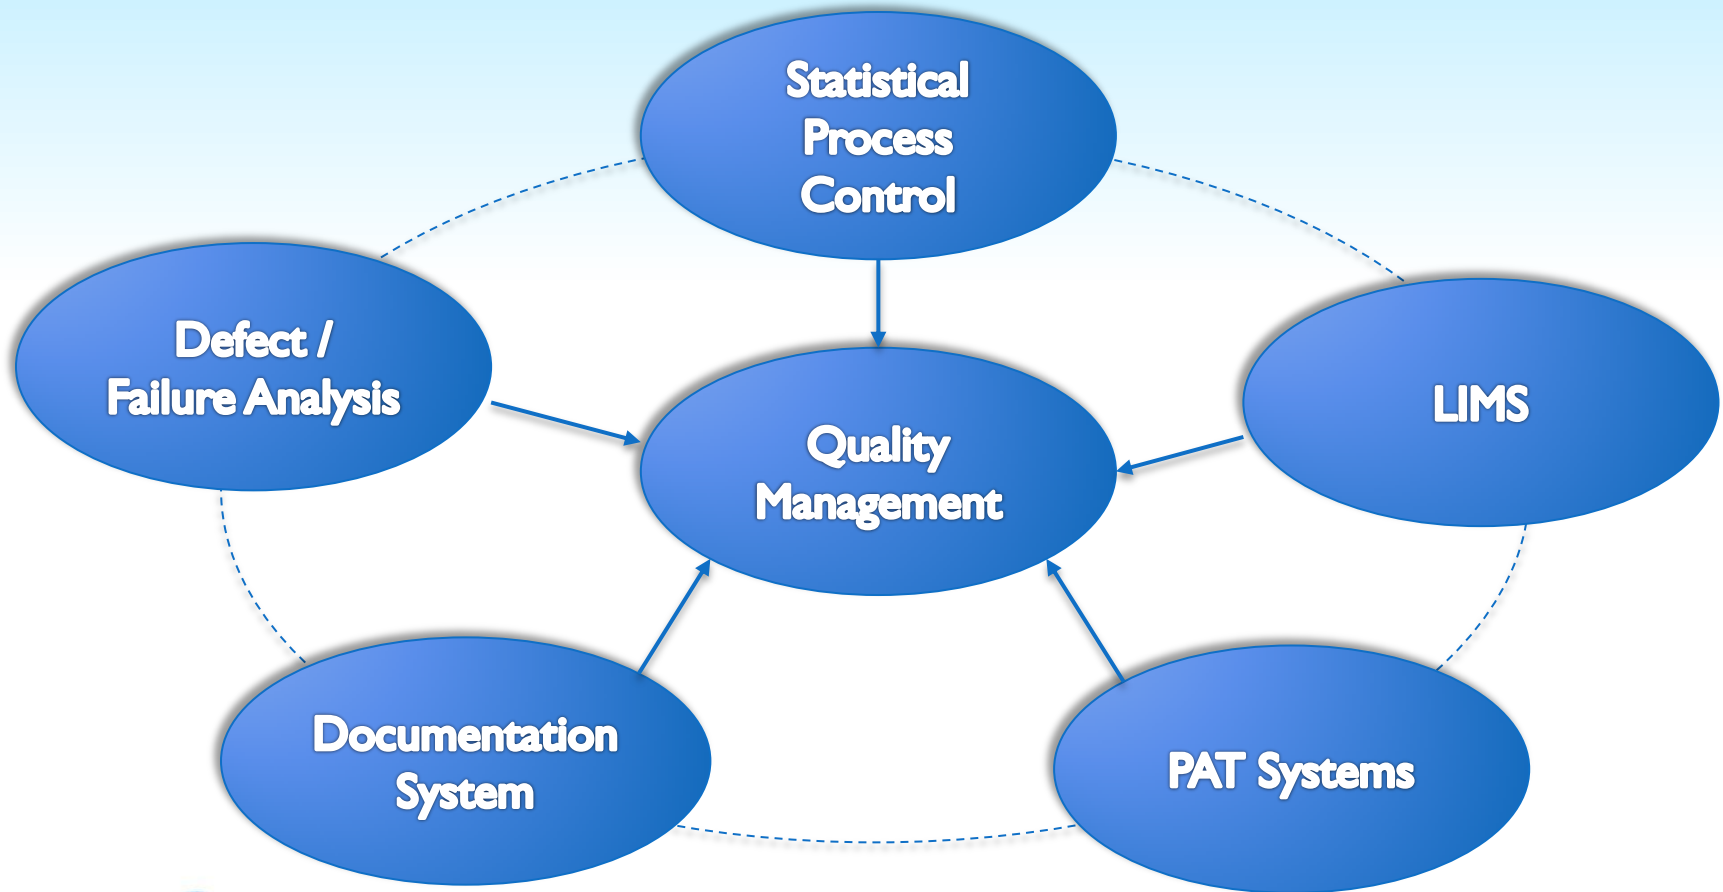 Statistical
Process
Control
Defect /
Failure Analysis
LIMS
Quality
Management
Documentation
System
PAT Systems